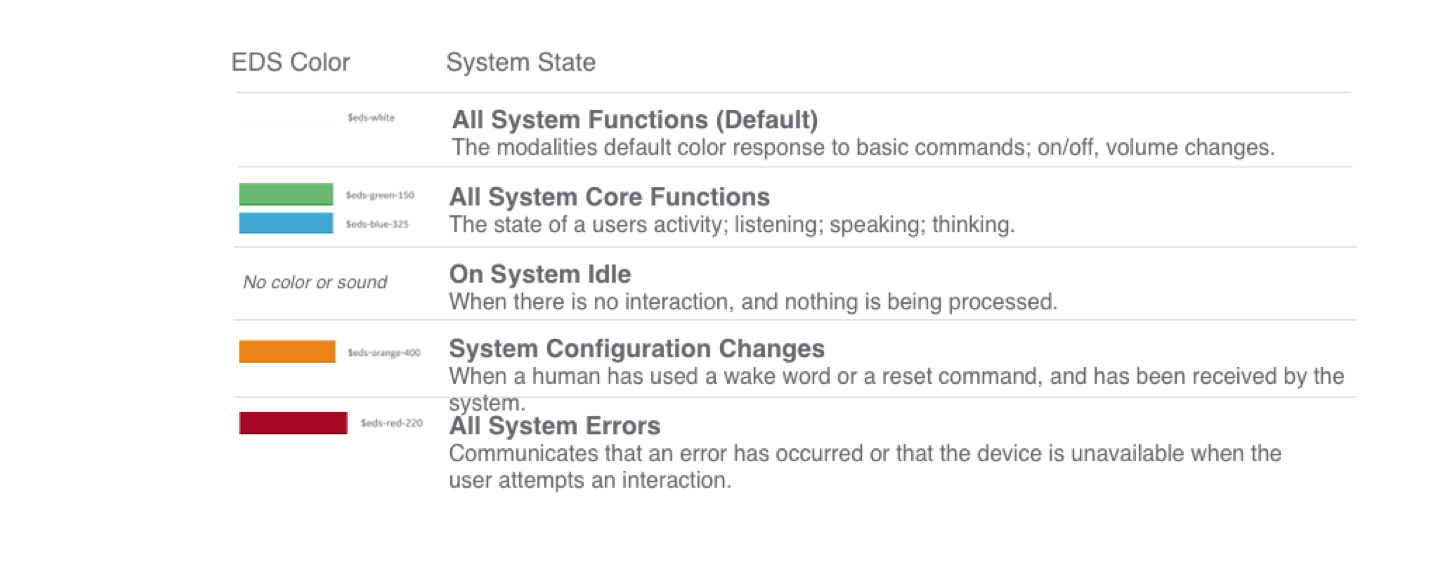 EDS Color System State
$eds-white All System Functions (Default)
The modalities default color response to basic commands; on/off, volume changes.
$eds-green-150 All System Core Functions
$eds-blue-325 The state of a users activity; listening; speaking; thinking.
No color or sound On System Idle
When there is no interaction, and nothing is being processed.
$eds-orange-400 System Configuration Changes
When a human has used a wake word or a reset command, and has been received by the
system.
$eds-red-220 All System Errors
Communicates that an error has occurred or that the device is unavailable when the
user attempts an interaction.